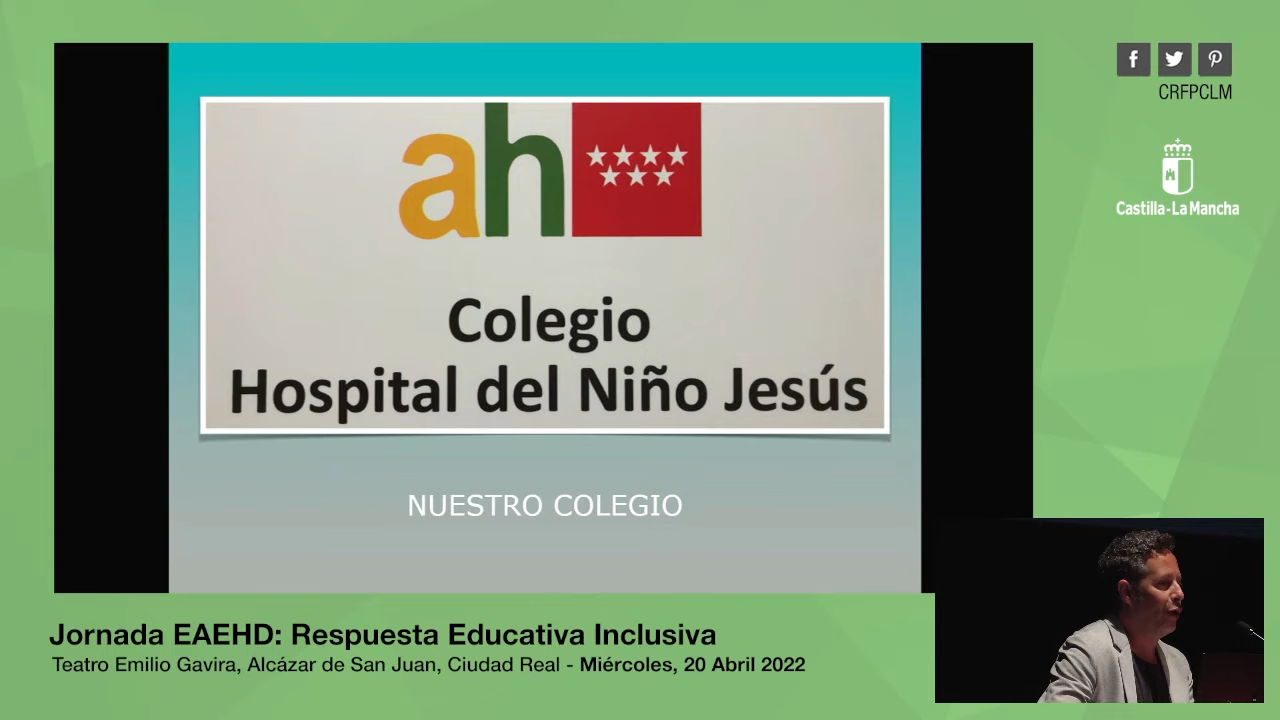 ah
Colegio
Hospital del Niño Jesús
NUESTRO COLEGIO
CRFPCLM
Castilla-La Mancha
Jornada EAEHD: Respuesta Educativa Inclusiva
Teatro Emilio Gavira, Alcázar de San Juan, Ciudad Real - Miércoles, 20 Abril 2022